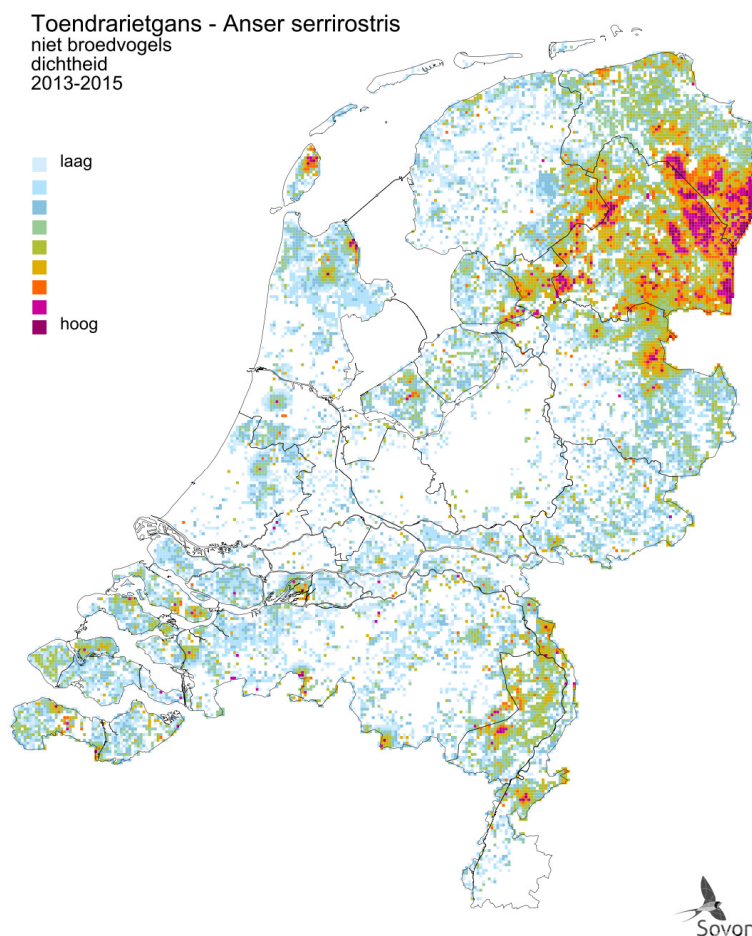 Toendrarietgans - Anser serrirostris
niet broedvogels
dichtheid
2013-2015
laag
hoog
Sovon